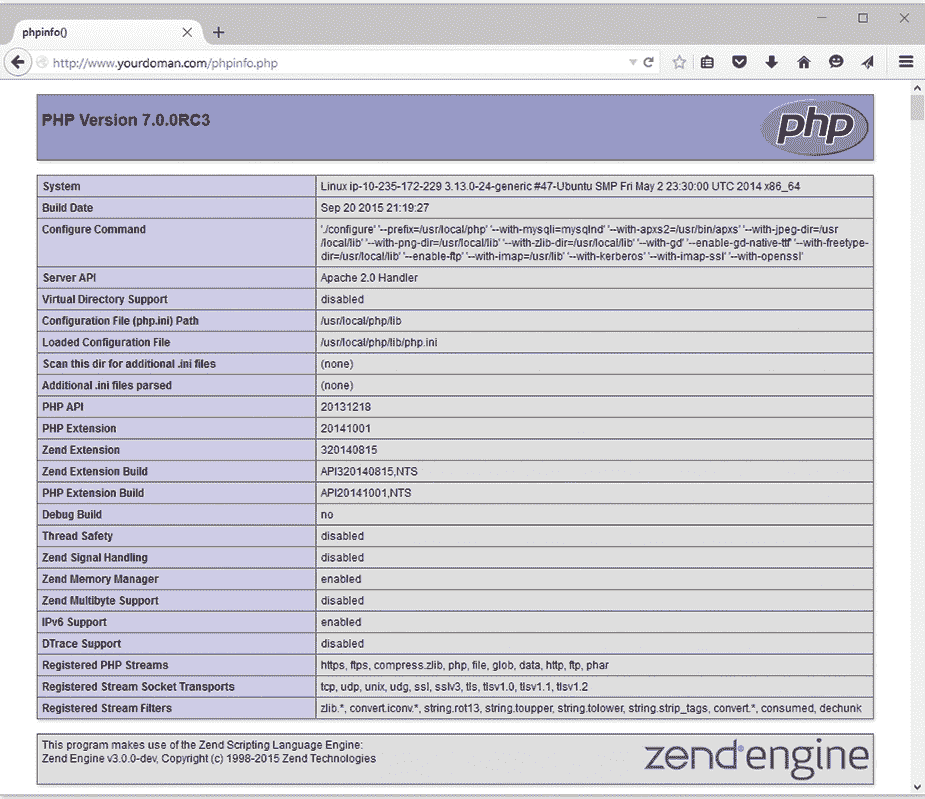 phpinfo()
http://www.yourdoman.com/phpinfo.php
PHP Version 7.0.0RC3
php
System Linux ip-10-235-172-229 3.13.0-24-generic #47-Ubuntu SMP Fri May 2 23:30:00 UTC 2014 x86_64
Build Date Sep 20 2015 21:19:27
Configure Command './configure' '--prefix=/usr/local/php' '--with-mysqli=mysqlnd' '--with-apxs2=/usr/bin/apxs' '--with-jpeg-dir=/usr
/local/lib' '--with-png-dir=/usr/local/lib' '--with-zlib-dir=/usr/local/lib' '--with-gd' '--enable-gd-native-ttf' '--with-freetype-
dir=/usr/local/lib' '--enable-ftp' '--with-imap=/usr/lib' '--with-kerberos' '--with-imap-ssl' '--with-openssl'
Server API Apache 2.0 Handler
Virtual Directory Support disabled
Configuration File (php.ini) Path /usr/local/php/lib
Loaded Configuration File /usr/local/php/lib/php.ini
Scan this dir for additional .ini files (none)
Additional .ini files parsed (none)
PHP API 20131218
PHP Extension 20141001
Zend Extension 320140815
Zend Extension Build API320140815,NTS
PHP Extension Build API20141001,NTS
Debug Build no
Thread Safety disabled
Zend Signal Handling disabled
Zend Memory Manager enabled
Zend Multibyte Support disabled
IPv6 Support enabled
DTrace Support disabled
Registered PHP Streams https, ftps, compress.zlib, php, file, glob, data, http, ftp, phar
Registered Stream Socket Transports tcp, udp, unix, udg, ssl, sslv3, tls, tlsv1.0, tlsv1.1, tlsv1.2
Registered Stream Filters zlib.*, convert.iconv.*, string.rot13, string.toupper, string.tolower, string.strip_tags, convert.*, consumed, dechunk
This program makes use of the Zend Scripting Language Engine:
Zend Engine v3.0.0-dev, Copyright (c) 1998-2015 Zend Technologies
zend engine